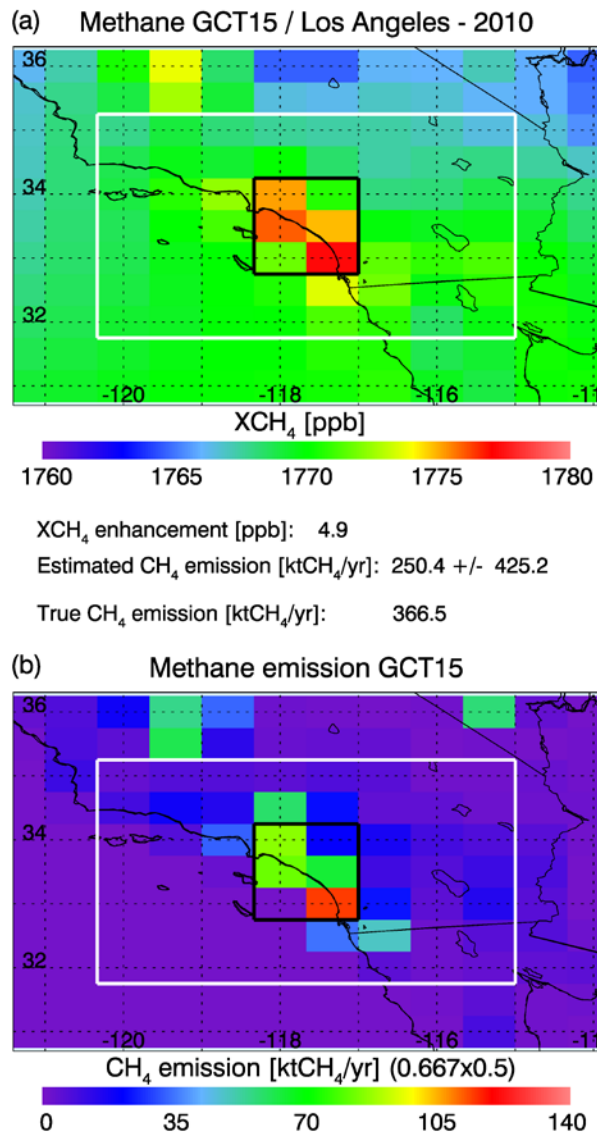 (a) Methane GCT15 / Los Angeles - 2010
36
34
32
-120 -118 -116 -114
XCH₄ [ppb]
1760 1765 1770 1775 1780
XCH₄ enhancement [ppb]: 4.9
Estimated CH₄ emission [ktCH₄/yr]: 250.4 +/- 425.2
True CH₄ emission [ktCH₄/yr]: 366.5
(b) Methane emission GCT15
36
34
32
-120 -118 -116 -114
CH₄ emission [ktCH₄/yr] (0.667x0.5)
0 35 70 105 140